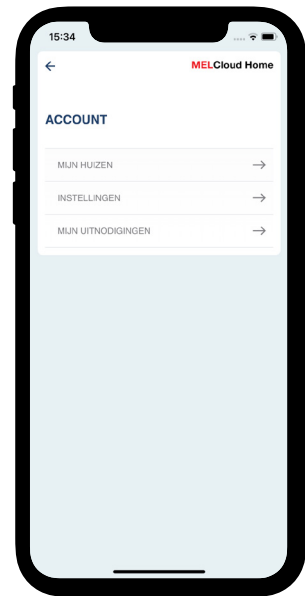 15:34
MELCloud Home
ACCOUNT
MIJN HUIZEN
INSTELLINGEN
MIJN UITNODIGINGEN